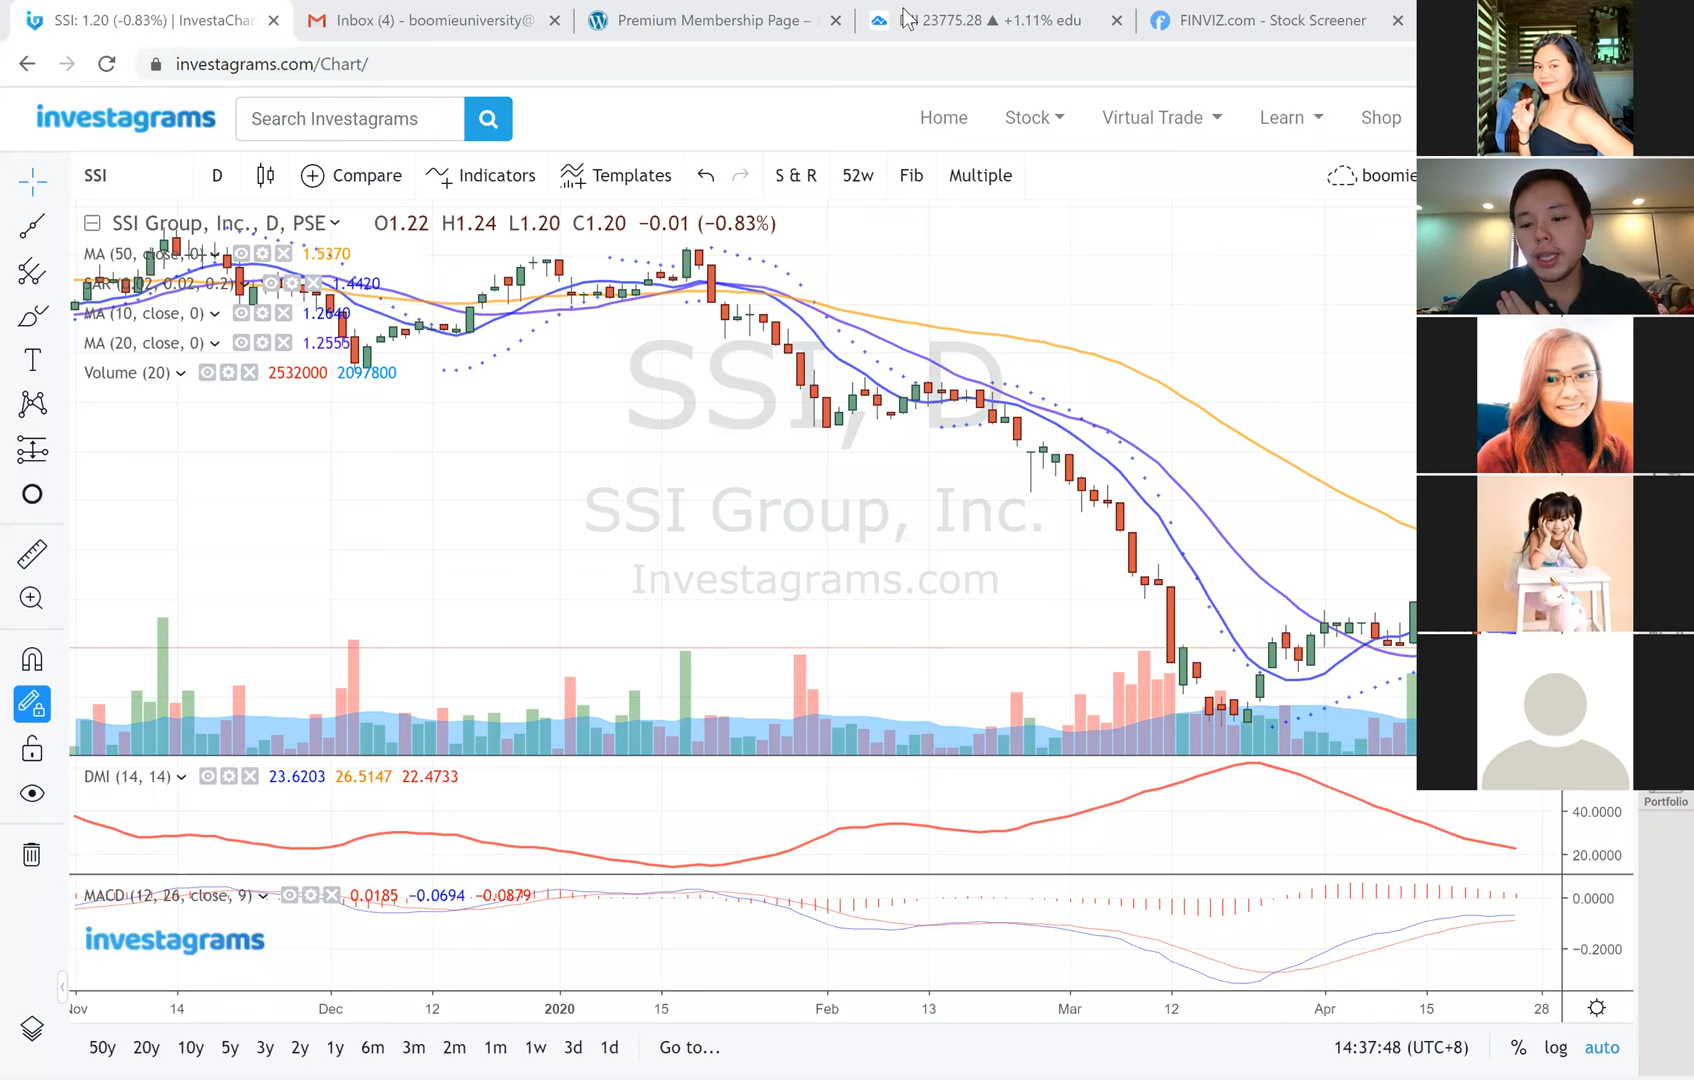 SSI: 1.20 (-0.83%) | InvestaChar
Inbox (4) - boomieuniversity@
Premium Membership Page –
23775.28 ▲ +1.11% edu
FINVIZ.com - Stock Screener
investagrams.com/Chart/
investagrams
Search Investagrams
Home
Stock
Virtual Trade
Learn
Shop
SSI
D
Compare
Indicators
Templates
S & R
52w
Fib
Multiple
boomie
SSI Group, Inc., D, PSE
O1.22 H1.24 L1.20 C1.20 −0.01 (−0.83%)
MA (50, close, 0) 1.5370
SAR (0.02, 0.02, 0.2) 1.4420
MA (10, close, 0) 1.2640
MA (20, close, 0) 1.2555
Volume (20) 2532000 2097800
SSI, D
SSI Group, Inc.
Investagrams.com
DMI (14, 14) 23.6203 26.5147 22.4733
Portfolio
40.0000
20.0000
MACD (12, 26, close, 9) 0.0185 −0.0694 −0.0879
0.0000
−0.2000
investagrams
Nov 14 Dec 12 2020 15 Feb 13 Mar 12 Apr 15 28
50y 20y 10y 5y 3y 2y 1y 6m 3m 2m 1m 1w 3d 1d Go to...
14:37:48 (UTC+8) % log auto